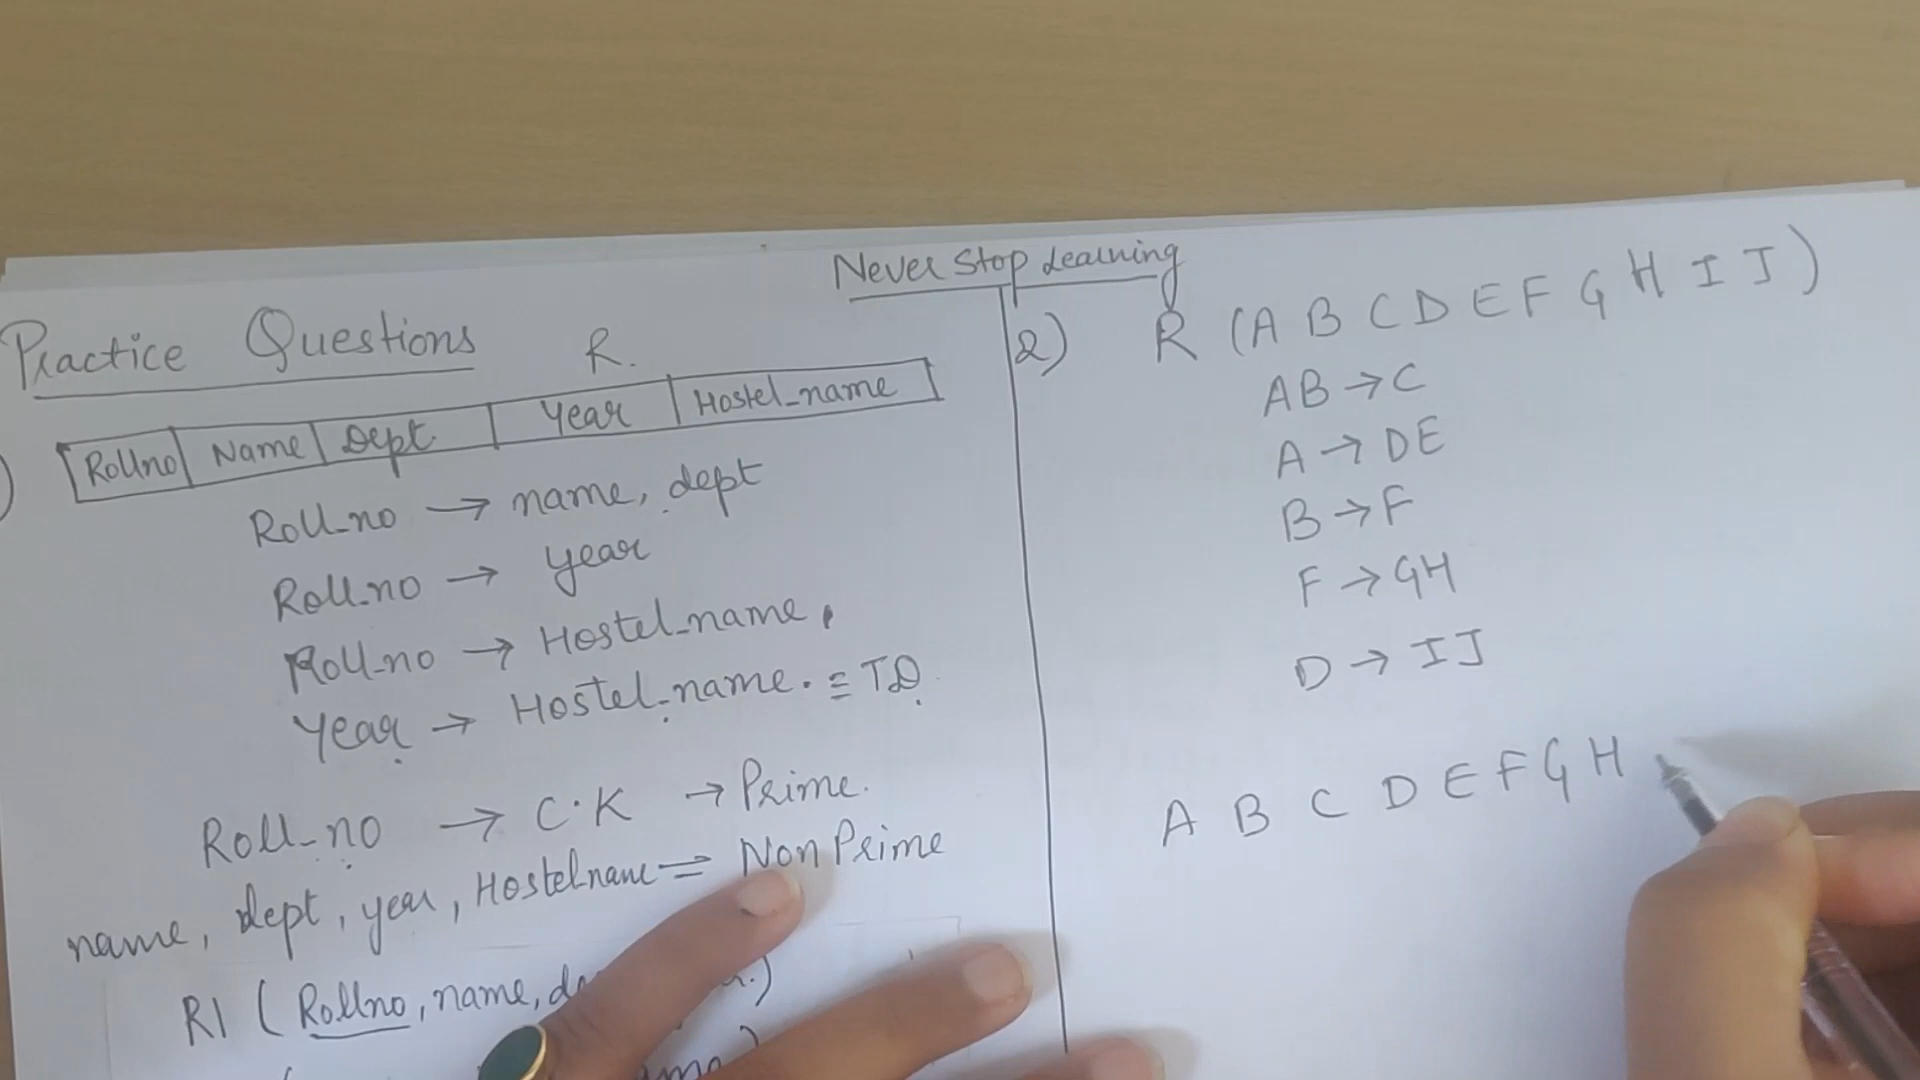 Never Stop Learning
Practice Questions
R.
Rollno Name Dept. Year Hostel_name
Roll_no → name, dept
Roll_no → year
Roll_no → Hostel_name,
Year → Hostel_name. = TD.
Roll_no → C.K → Prime.
name, dept, year, Hostelname = Non Prime
R1 ( Rollno, name, de
2) R (A B C D E F G H I J)
AB → C
A → DE
B → F
F → GH
D → IJ
A B C D E F G H